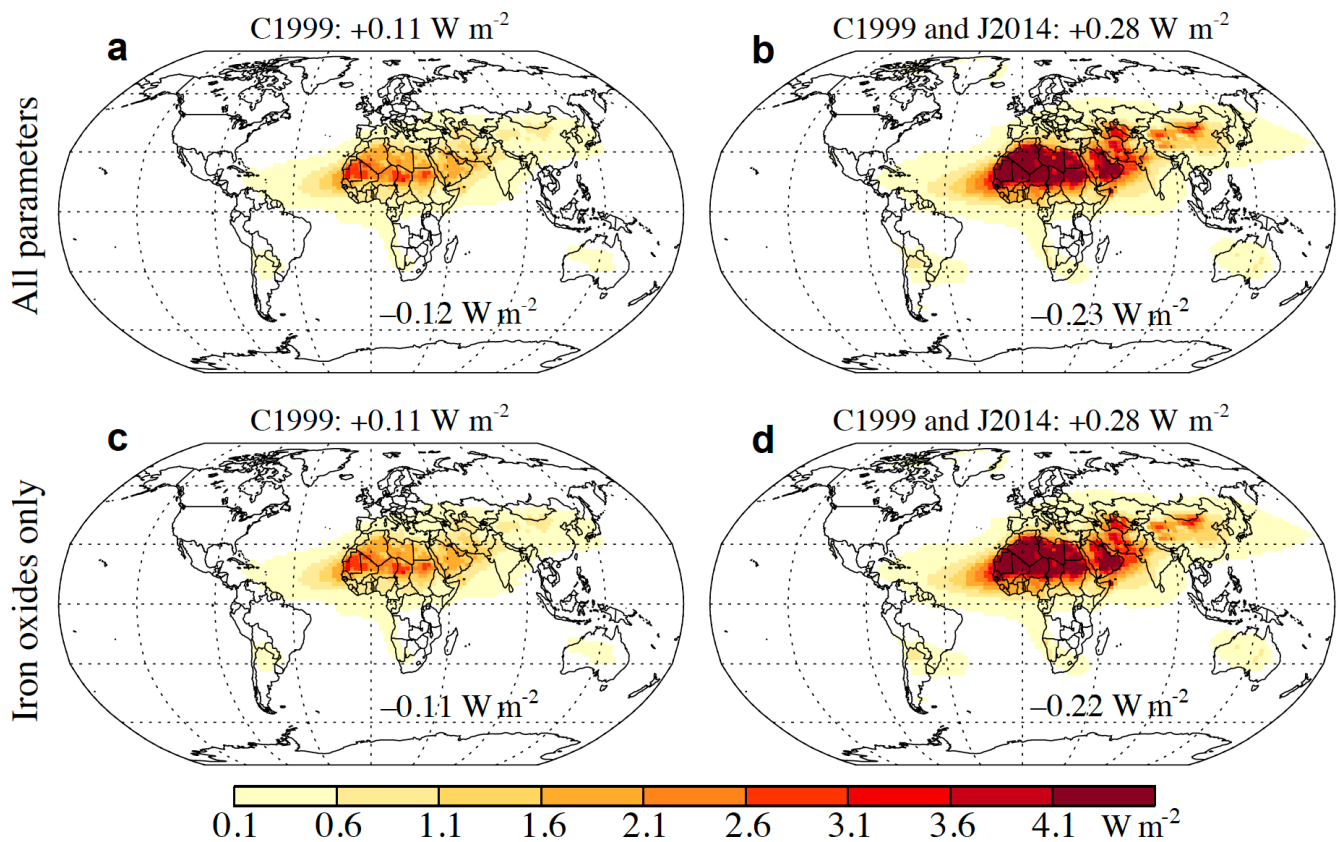 a
C1999: +0.11 W m-2
b
C1999 and J2014: +0.28 W m-2
All parameters
–0.12 W m-2
–0.23 W m-2
c
C1999: +0.11 W m-2
d
C1999 and J2014: +0.28 W m-2
Iron oxides only
–0.11 W m-2
–0.22 W m-2
0.1 0.6 1.1 1.6 2.1 2.6 3.1 3.6 4.1 W m-2